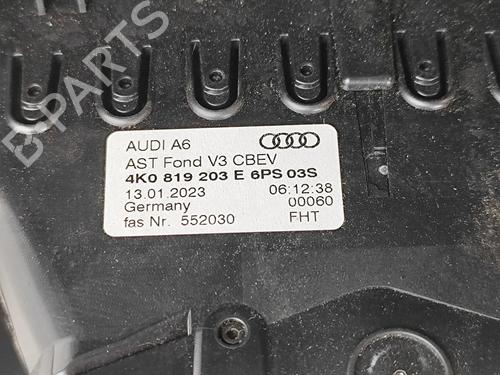 B-PARTS
AUDI A6
AST Fond V3 CBEV
4K0 819 203 E 6PS 03S
13.01.2023 06:12:38
Germany 00060
fas Nr. 552030 FHT